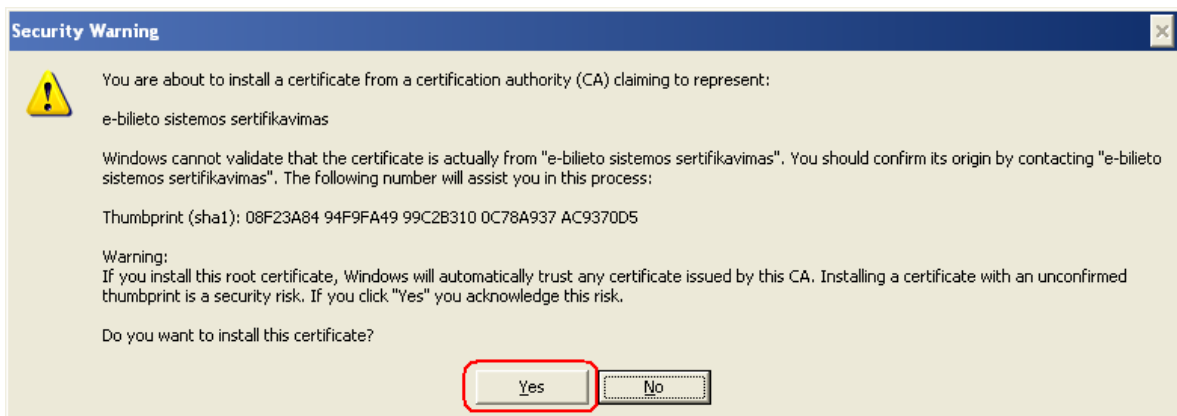 Security Warning
You are about to install a certificate from a certification authority (CA) claiming to represent:
e-bilieto sistemos sertifikavimas
Windows cannot validate that the certificate is actually from "e-bilieto sistemos sertifikavimas". You should confirm its origin by contacting "e-bilieto
sistemos sertifikavimas". The following number will assist you in this process:
Thumbprint (sha1): 08F23A84 94F9FA49 99C2B310 0C78A937 AC9370D5
Warning:
If you install this root certificate, Windows will automatically trust any certificate issued by this CA. Installing a certificate with an unconfirmed
thumbprint is a security risk. If you click "Yes" you acknowledge this risk.
Do you want to install this certificate?
Yes No